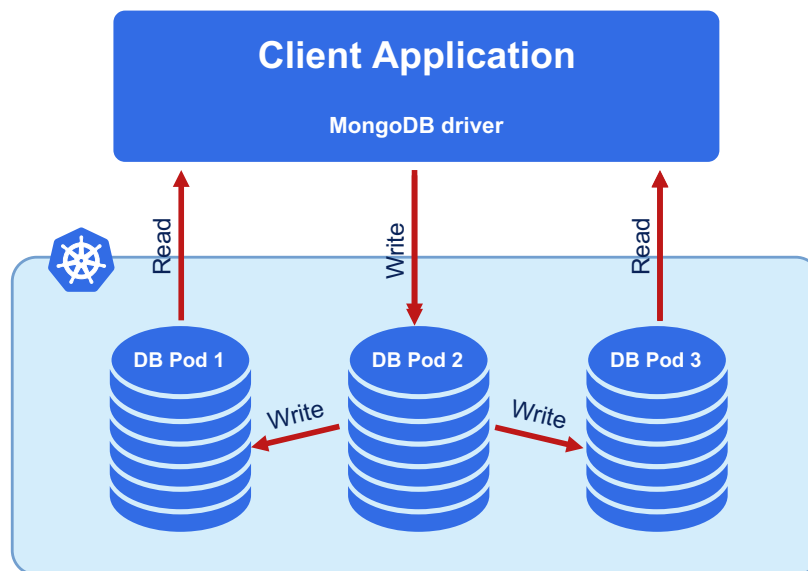 Client Application
MongoDB driver
Read
Write
Read
DB Pod 1
DB Pod 2
DB Pod 3
Write
Write